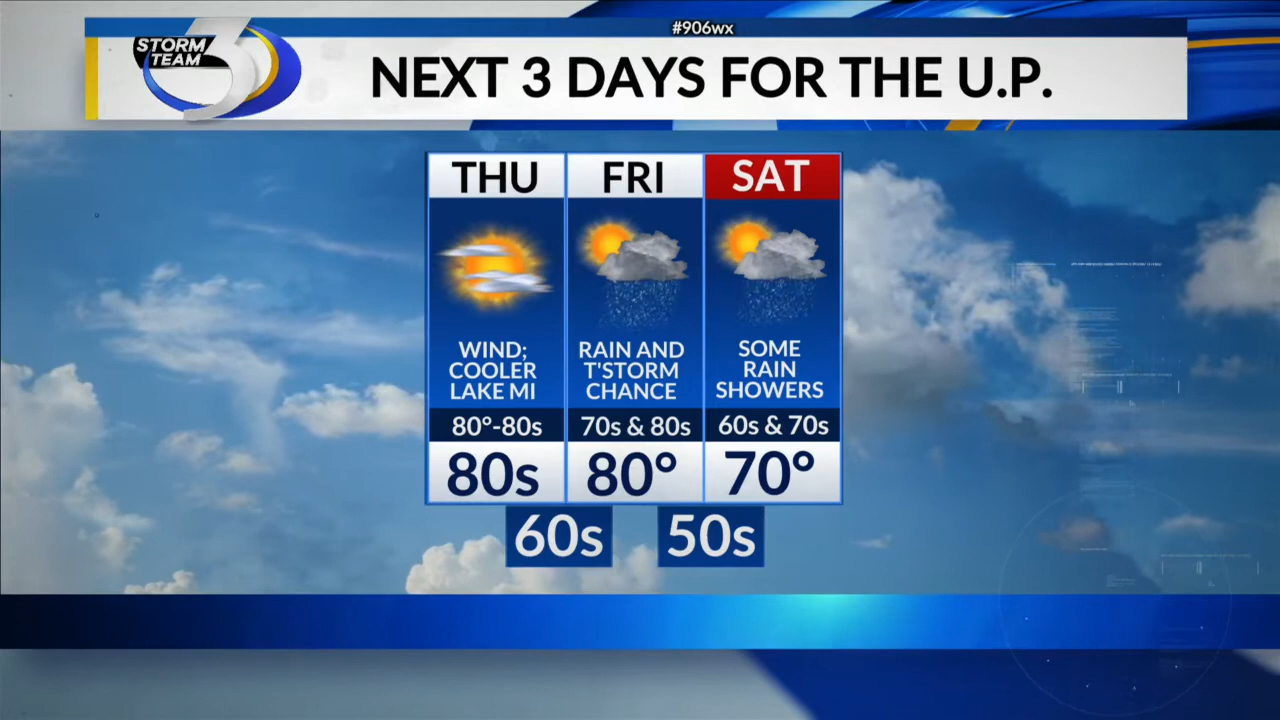 #906wx
STORM
TEAM
3
NEXT 3 DAYS FOR THE U.P.
THU
FRI
SAT
WIND;
COOLER
LAKE MI
RAIN AND
T'STORM
CHANCE
SOME
RAIN
SHOWERS
80°-80s
70s & 80s
60s & 70s
80s
80°
70°
60s
50s